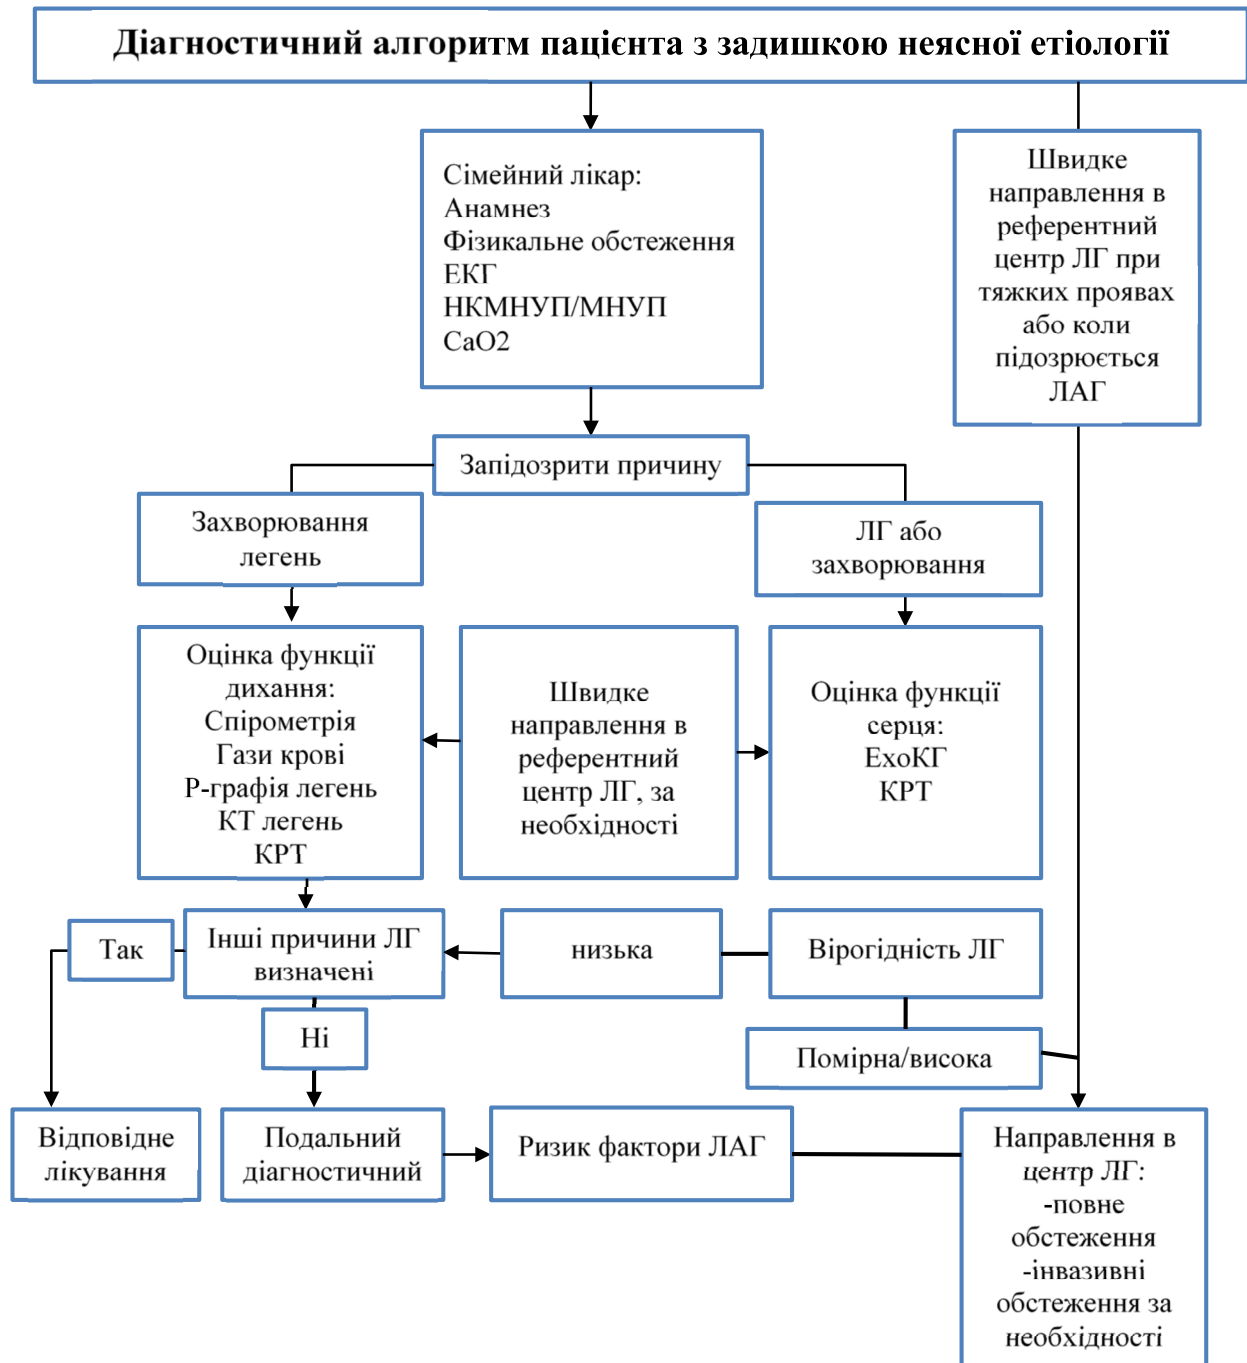 Діагностичний алгоритм пацієнта з задишкою неясної етіології
Сімейний лікар:
Анамнез
Фізикальне обстеження
ЕКГ
НКМНУП/МНУП
СаО2
Швидке
направлення в
референтний
центр ЛГ при
тяжких проявах
або коли
підозрюється
ЛАГ
Запідозрити причину
Захворювання
легень
ЛГ або
захворювання
Оцінка функції
дихання:
Спірометрія
Гази крові
Р-графія легень
КТ легень
КРТ
Швидке
направлення в
референтний
центр ЛГ, за
необхідності
Оцінка функції
серця:
ЕхоКГ
КРТ
Так
Інші причини ЛГ
визначені
низька
Вірогідність ЛГ
Ні
Помірна/висока
Відповідне
лікування
Подальний
діагностичний
Ризик фактори ЛАГ
Направлення в
центр ЛГ:
-повне
обстеження
-інвазивні
обстеження за
необхідності